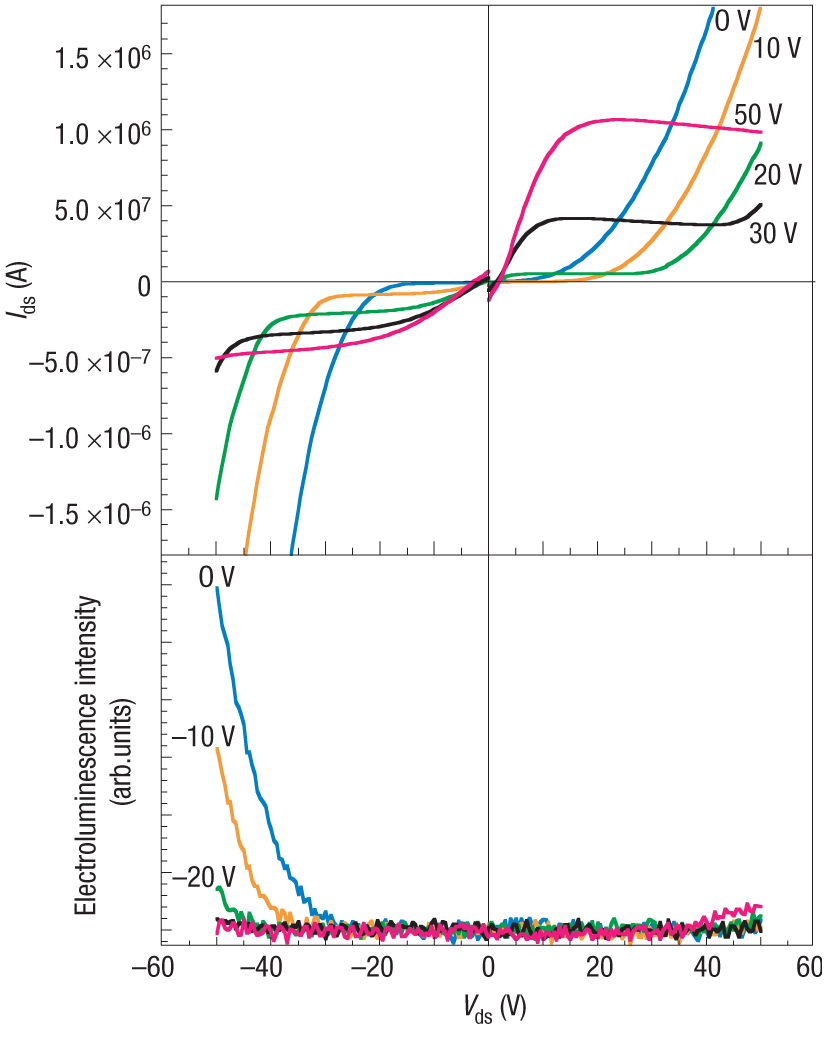 0 V
10 V
1.5 ×10⁶
50 V
1.0 ×10⁶
20 V
5.0 ×10⁷
30 V
0
I_ds (A)
–5.0 ×10⁻⁷
–1.0 ×10⁻⁶
–1.5 ×10⁻⁶
0 V
–10 V
–20 V
Electroluminescence intensity
(arb.units)
–60 –40 –20 0 20 40 60
V_ds (V)